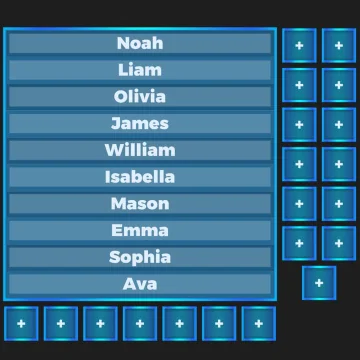 Noah
Liam
Olivia
James
William
Isabella
Mason
Emma
Sophia
Ava
+ +
+ +
+ +
+ +
+ +
+ +
+
+ + + + + + +